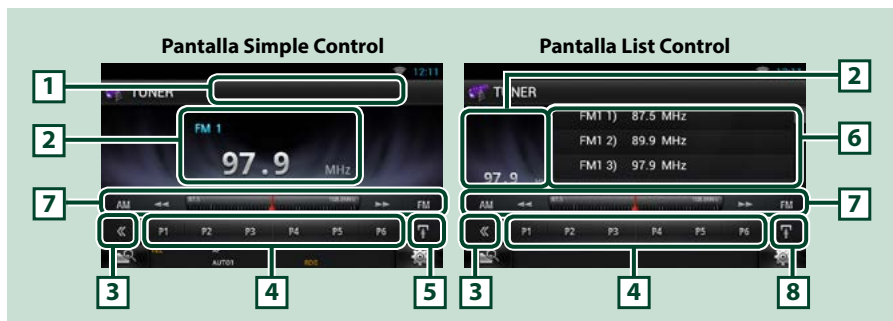 Pantalla Simple Control
Pantalla List Control
12:11
TUNER
FM 1
97.9 MHz
AM
FM
P1 P2 P3 P4 P5 P6
AUTO1
RDS
1
2
7
3
4
5
TUNER
FM1 1) 87.5 MHz
FM1 2) 89.9 MHz
FM1 3) 97.9 MHz
97.9
AM
FM
P1 P2 P3 P4 P5 P6
2
6
7
3
4
8